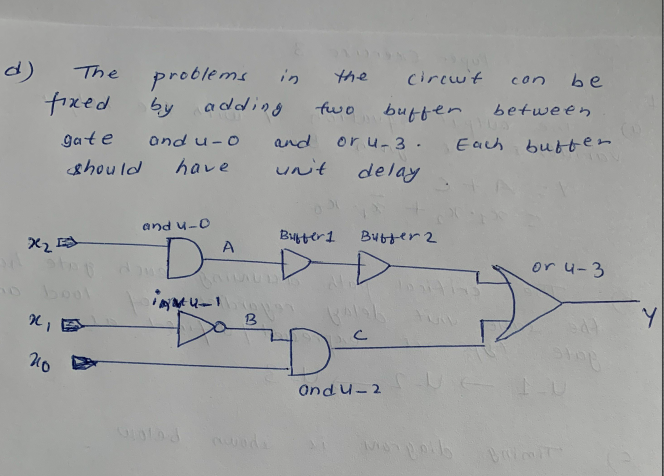 d) The problems in the circuit can be
fixed by adding two buffer between
gate and u-0 and or u-3. Each buffer
should have unit delay.
and u-0
x2
A
Buffer 1
Buffer 2
or u-3
x1
B
C
Y
x0
and u-2